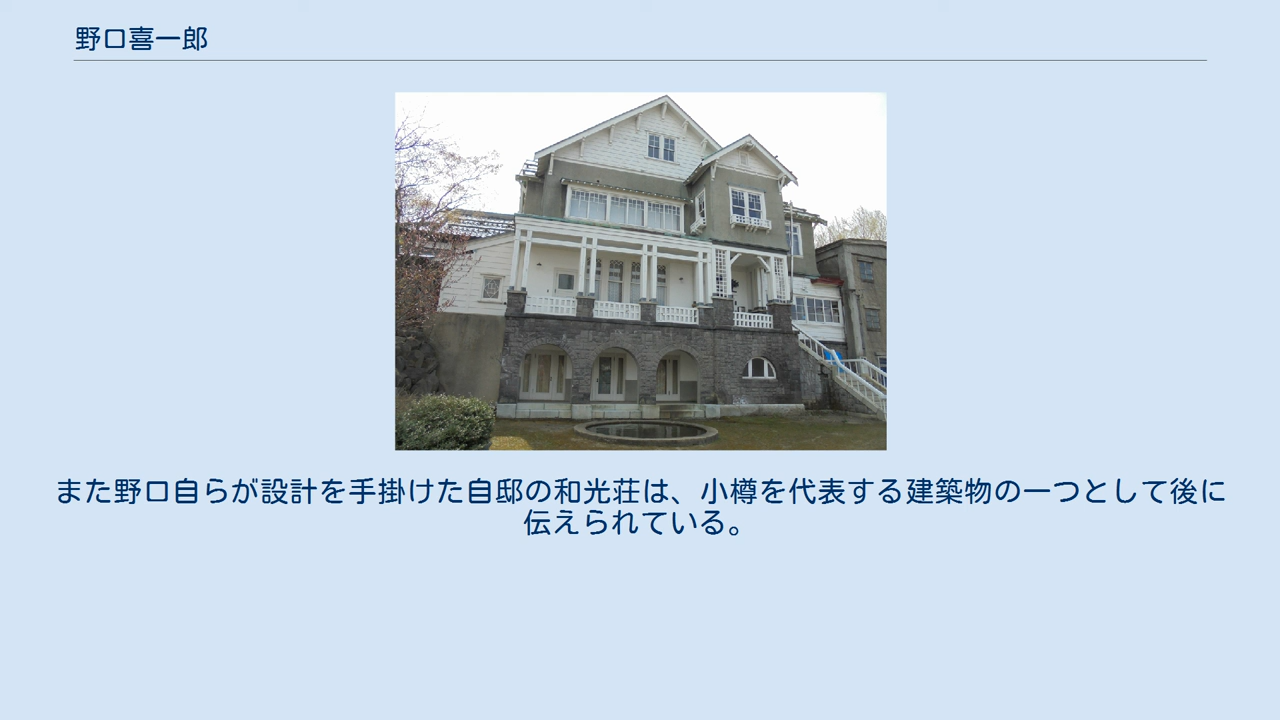 野口喜一郎
また野口自らが設計を手掛けた自邸の和光荘は、小樽を代表する建築物の一つとして後に
伝えられている。